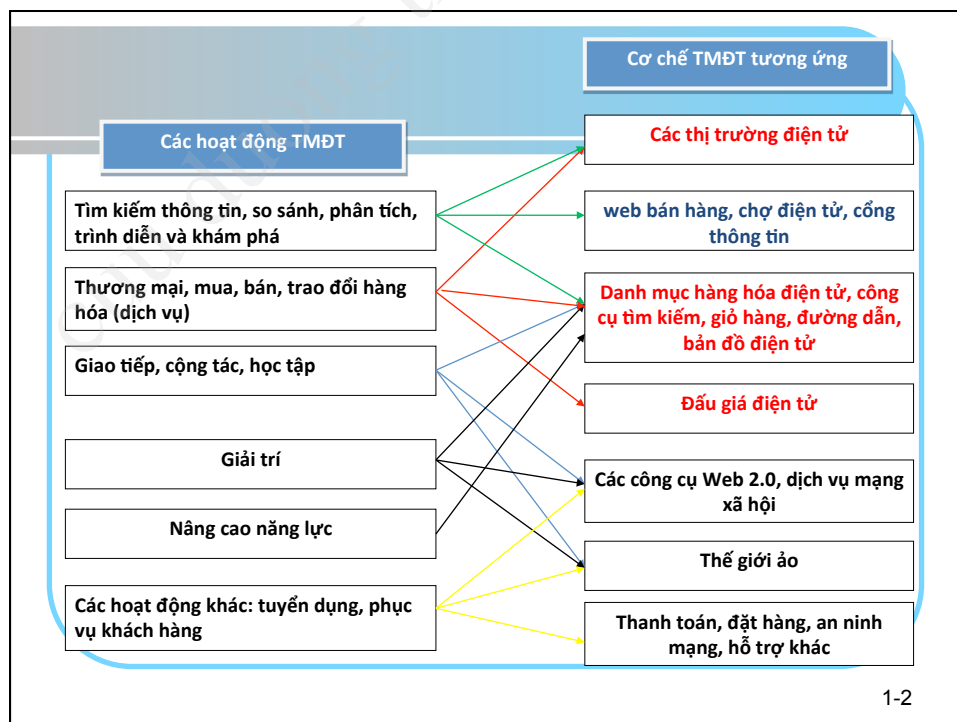 Cơ chế TMĐT tương ứng
Các hoạt động TMĐT
Các thị trường điện tử
Tìm kiếm thông tin, so sánh, phân tích,
trình diễn và khám phá
web bán hàng, chợ điện tử, cổng
thông tin
Thương mại, mua, bán, trao đổi hàng
hóa (dịch vụ)
Danh mục hàng hóa điện tử, công
cụ tìm kiếm, giỏ hàng, đường dẫn,
bản đồ điện tử
Giao tiếp, cộng tác, học tập
Đấu giá điện tử
Giải trí
Các công cụ Web 2.0, dịch vụ mạng
xã hội
Nâng cao năng lực
Thế giới ảo
Các hoạt động khác: tuyển dụng, phục
vụ khách hàng
Thanh toán, đặt hàng, an ninh
mạng, hỗ trợ khác
1-2